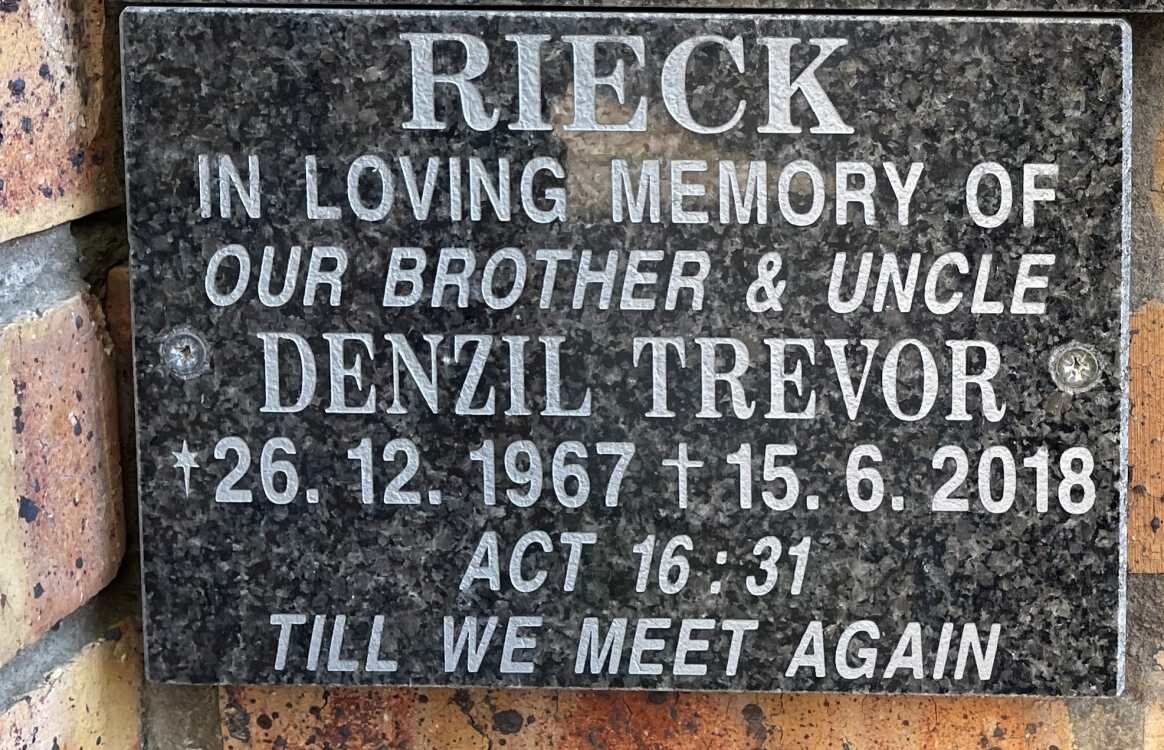 RIECK
IN LOVING MEMORY OF
OUR BROTHER & UNCLE
DENZIL TREVOR
* 26. 12. 1967 † 15. 6. 2018
ACT 16 : 31
TILL WE MEET AGAIN